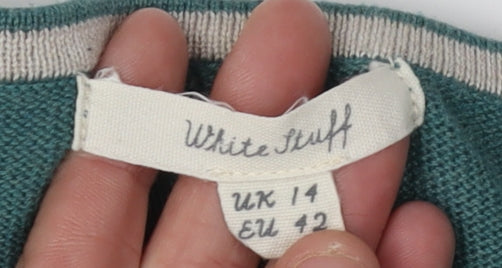 White Stuff
UK 14
EU 42